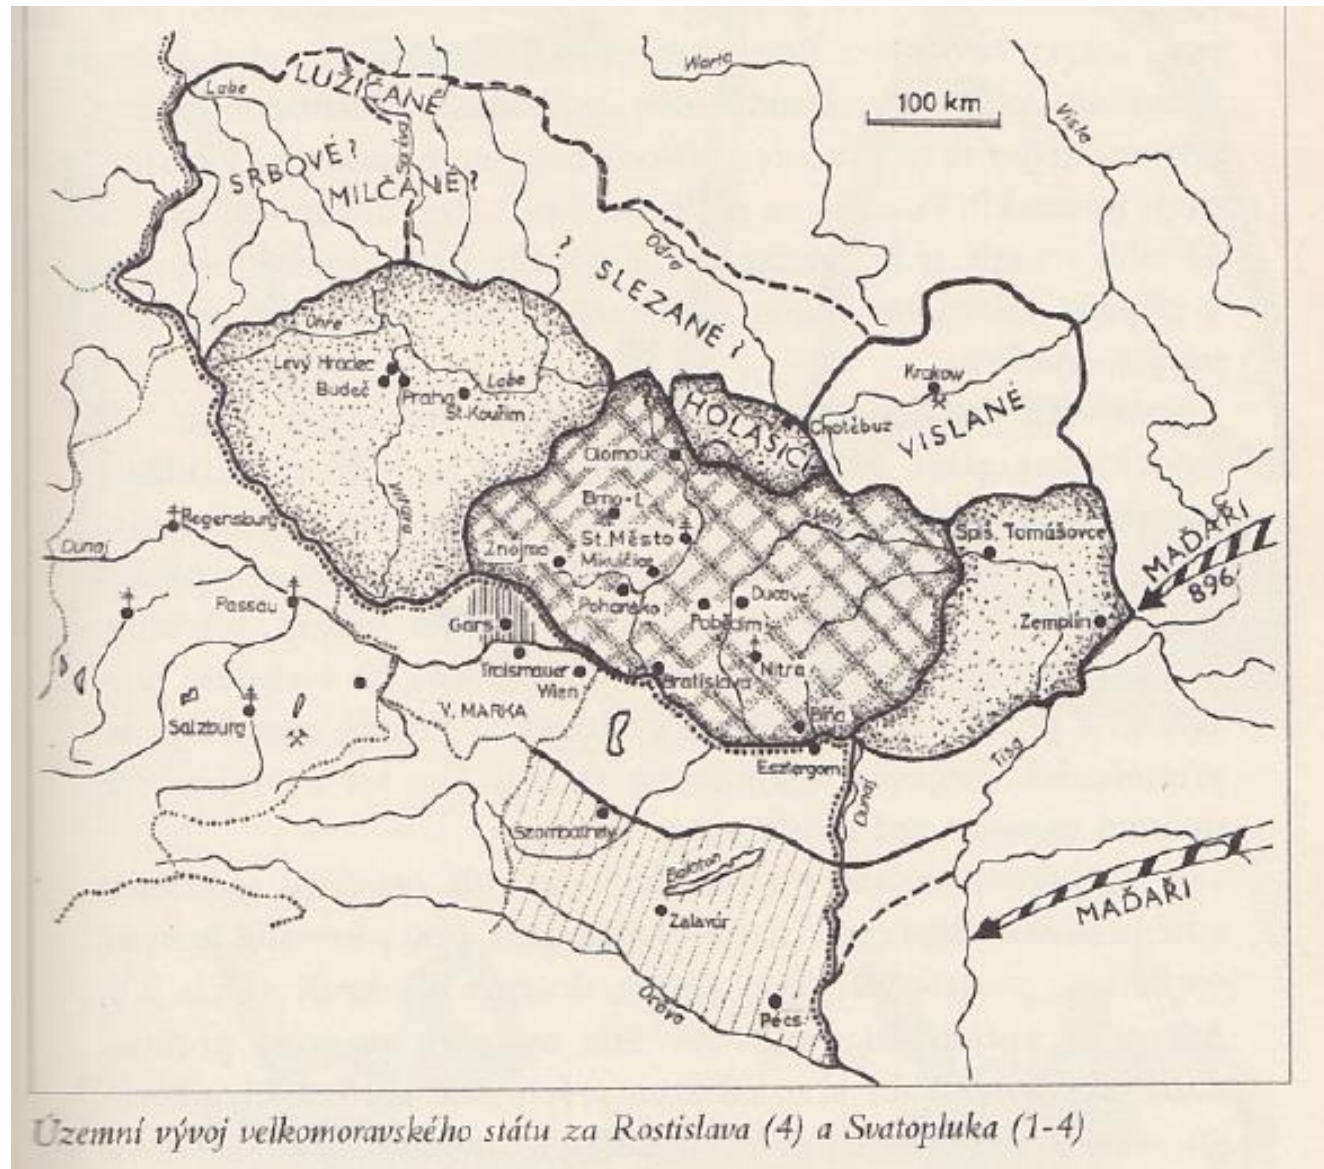 Labe
LUŽIČANÉ
Warta
100 km
Visla
Spréva
SRBOVÉ ?
MILČANÉ ?
Odra
? SLEZANÉ ?
Ohře
Levý Hradec
Budeč
Praha
Labe
St. Kouřim
Krakow
Chotěbuz
VISLANÉ
HOLASICI
Olomouc
Vltava
Regensburg
Dunaj
Brno-L.
St. Město
Znojmo
Mikulčice
Váh
Spiš. Tomášovce
MAĎAŘI
896
Passau
Gars
Pohansko
Pobedim
Ducové
Zemplín
Traismauer
Wien
Bratislava
Nitra
Salzburg
V. MARKA
Bíňa
Esztergom
Tisa
Dunaj
Szombathely
Balaton
Zalavár
MAĎAŘI
Dráva
Pécs
Územní vývoj velkomoravského státu za Rostislava (4) a Svatopluka (1-4)